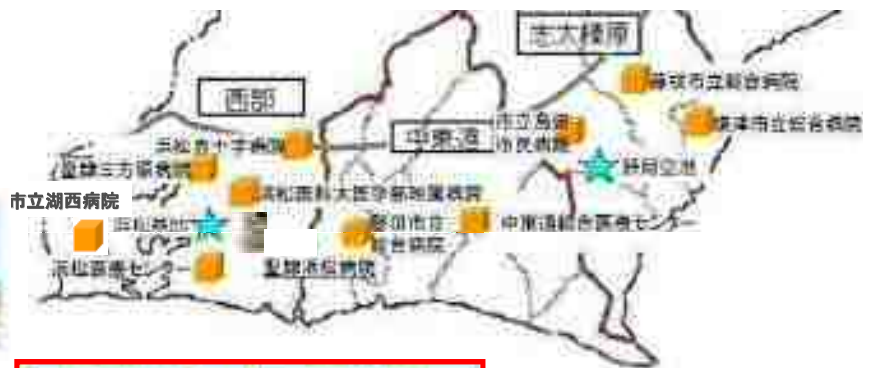 志太榛原
西部
藤枝市立総合病院
中東遠
市立島田
市民病院
焼津市立総合病院
浜松赤十字病院
聖隷三方原病院
静岡空港
浜松医科大医学部附属病院
市立湖西病院
浜松基地
磐田市立
総合病院
中東遠総合医療センター
浜松医療センター
聖隷浜松病院